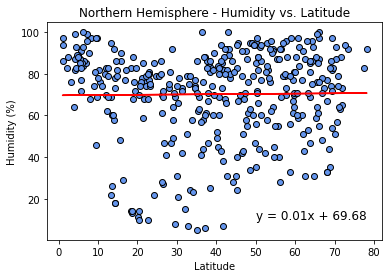 Northern Hemisphere - Humidity vs. Latitude
Humidity (%)
100
80
60
40
20
y = 0.01x + 69.68
0 10 20 30 40 50 60 70 80
Latitude